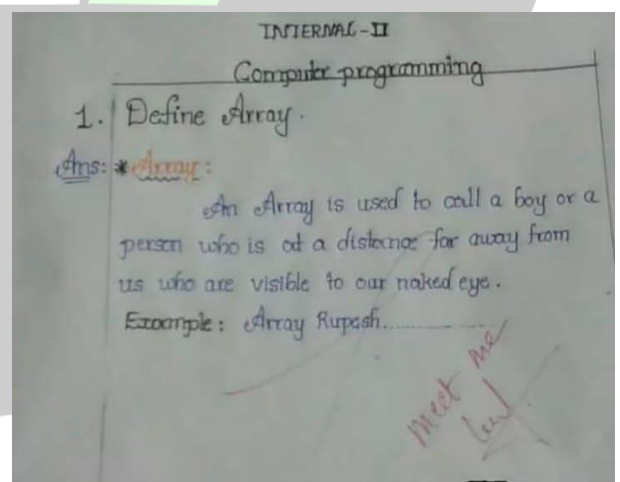 INTERNAL-II
Computer programming
1. Define Array.
Ans: * Array:
An Array is used to call a boy or a
person who is at a distance far away from
us who are visible to our naked eye.
Example: Array Rupesh..............
meet me